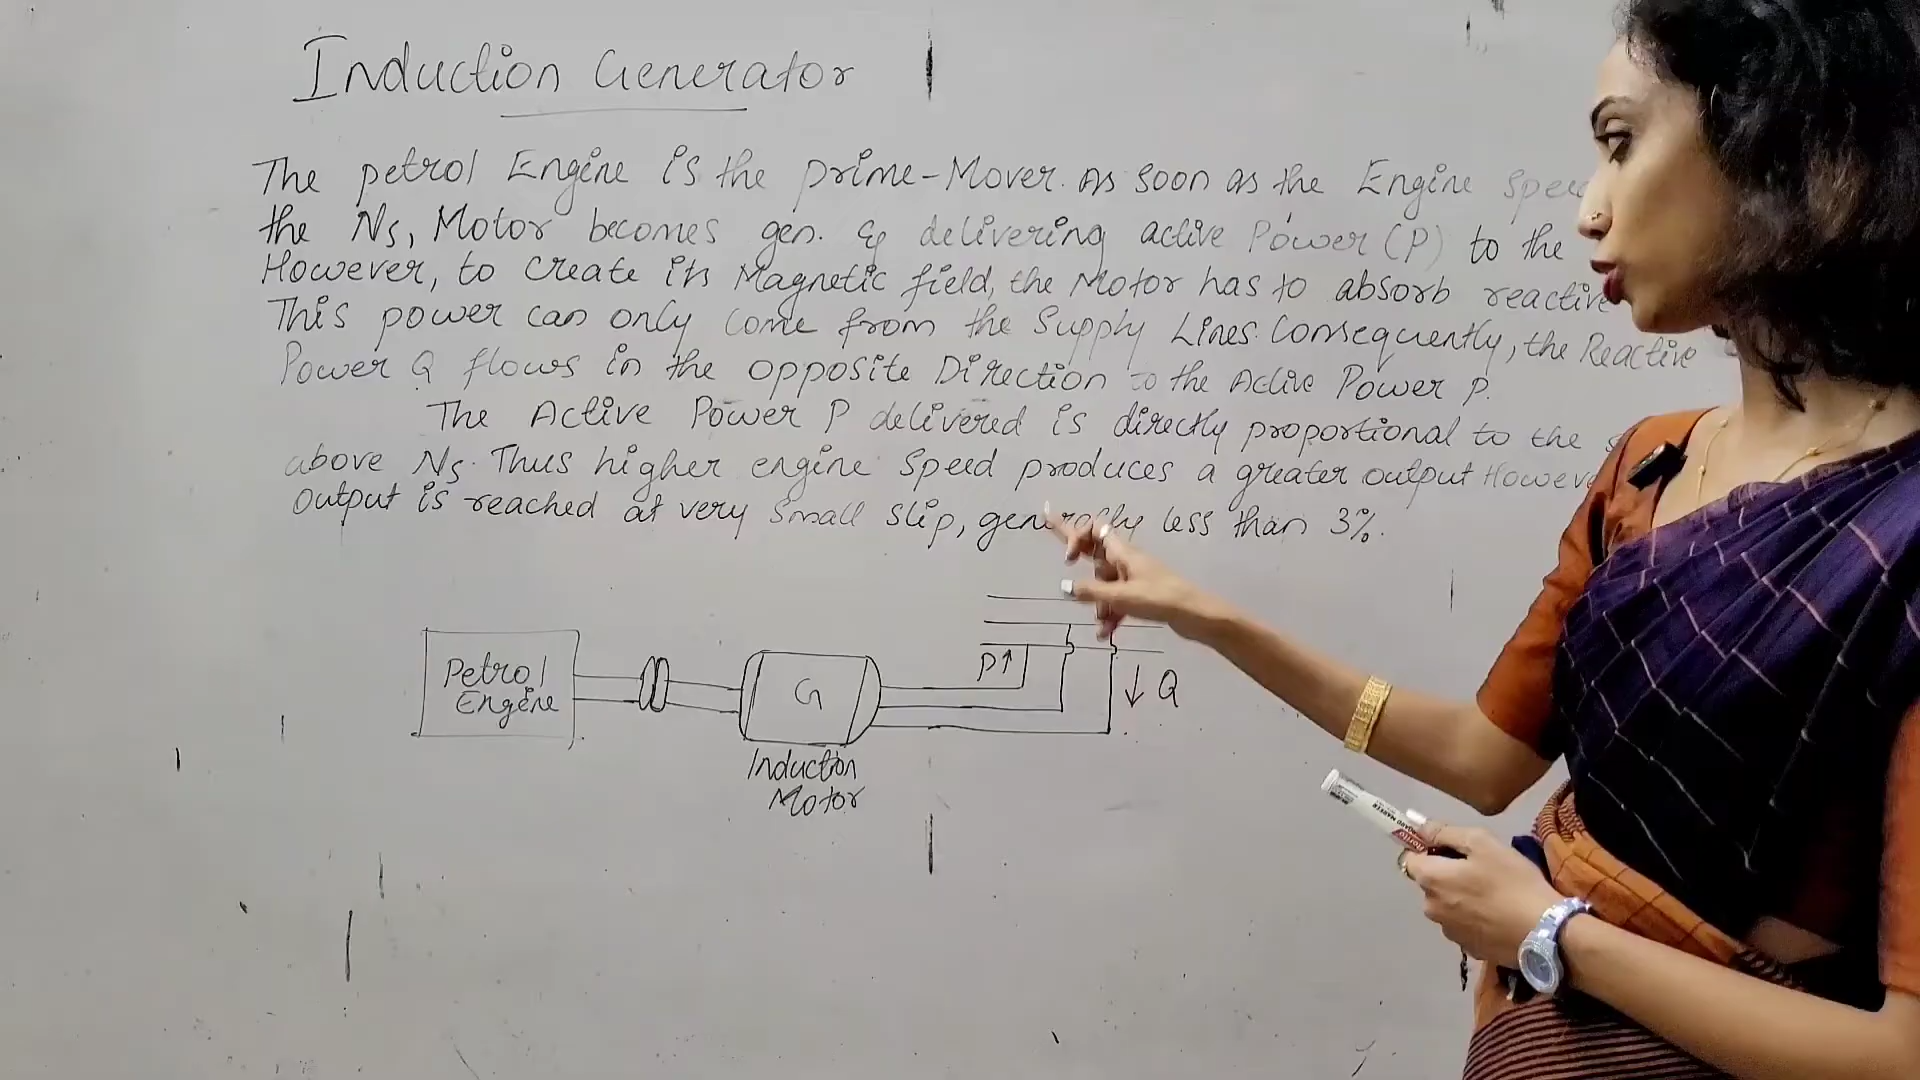 Induction Generator
The petrol Engine is the prime-Mover. As soon as the Engine
the Ns, Motor becomes gen. & delivering active Power (P) to the
However, to create its Magnetic field, the Motor has to absorb reactive
This power can only come from the Supply Lines. Consequently, the Reactive
Power Q flows in the opposite Direction to the Active Power P.
The Active Power P delivered is directly proportional to the
above Ns. Thus higher engine Speed produces a greater output
output is reached at very Small slip, generally less than 3%.
P↑
Petrol
Engine
G
↓ Q
Induction
Motor